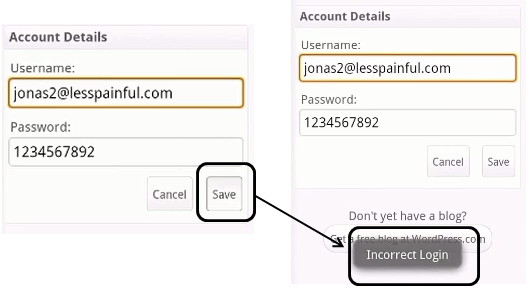 Account Details
Username:
jonas2@lesspainful.com
Password:
1234567892
Cancel Save
Account Details
Username:
jonas2@lesspainful.com
Password:
1234567892
Cancel Save
Don't yet have a blog?
Get a free blog at WordPress.com
Incorrect Login